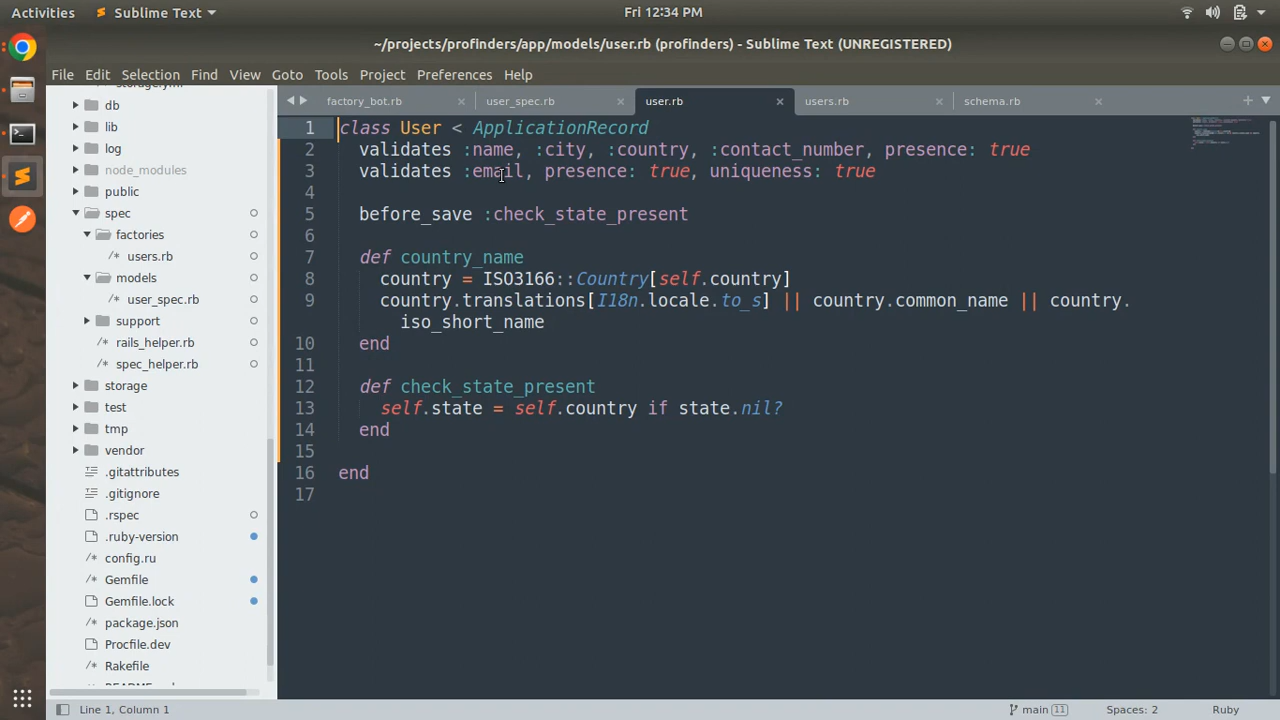 Activities Sublime Text Fri 12:34 PM
~/projects/profinders/app/models/user.rb (profinders) - Sublime Text (UNREGISTERED)
File Edit Selection Find View Goto Tools Project Preferences Help
factory_bot.rb user_spec.rb user.rb users.rb schema.rb
db
lib
log
node_modules
public
spec
factories
users.rb
models
user_spec.rb
support
rails_helper.rb
spec_helper.rb
storage
test
tmp
vendor
.gitattributes
.gitignore
.rspec
.ruby-version
config.ru
Gemfile
Gemfile.lock
package.json
Procfile.dev
Rakefile
1 class User < ApplicationRecord
2 validates :name, :city, :country, :contact_number, presence: true
3 validates :email, presence: true, uniqueness: true
4
5 before_save :check_state_present
6
7 def country_name
8 country = ISO3166::Country[self.country]
9 country.translations[I18n.locale.to_s] || country.common_name || country.
iso_short_name
10 end
11
12 def check_state_present
13 self.state = self.country if state.nil?
14 end
15
16 end
17
Line 1, Column 1 main 11 Spaces: 2 Ruby